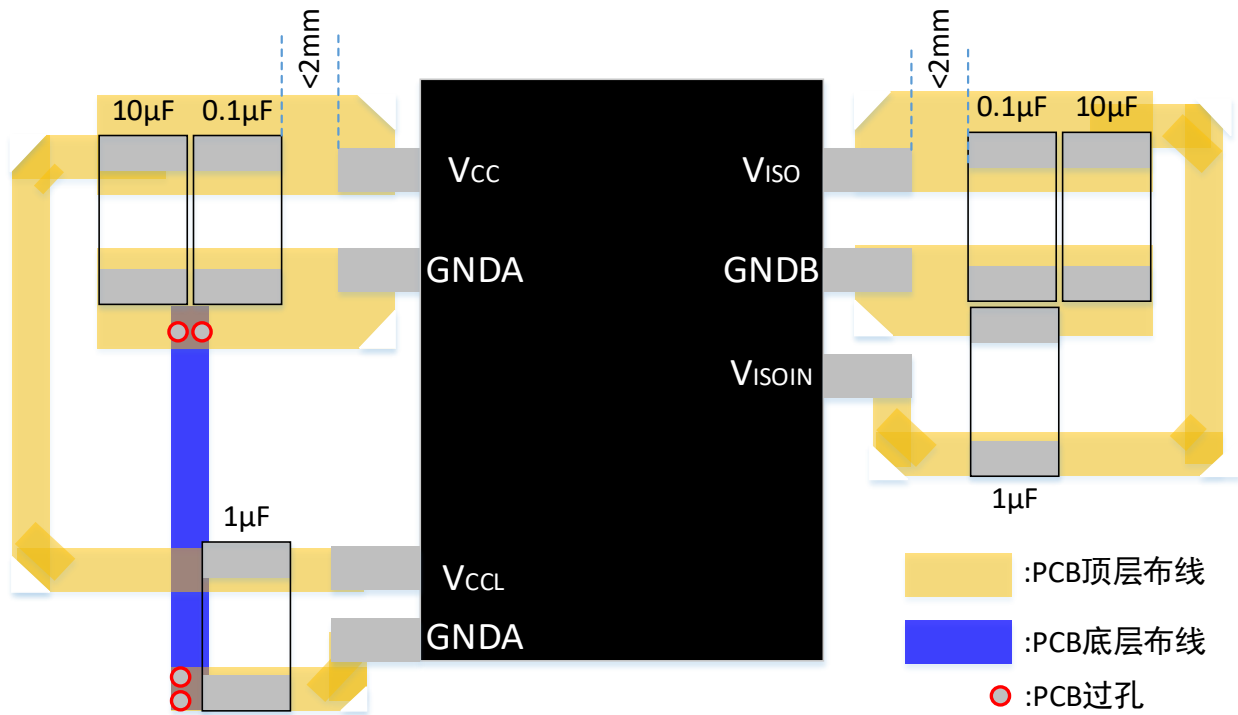 <2mm
<2mm
10μF
0.1μF
0.1μF
10μF
VCC
VISO
GNDA
GNDB
VISOIN
1μF
1μF
VCCL
GNDA
:PCB顶层布线
:PCB底层布线
:PCB过孔